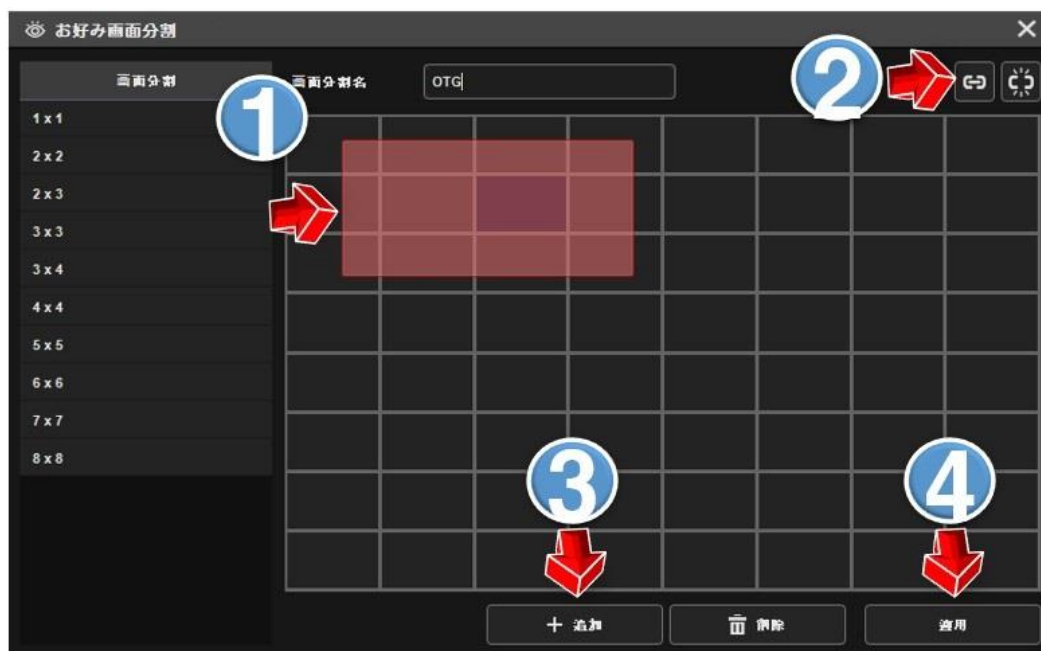 お好み画面分割
画面分割
画面分割名
OTG
1 x 1
2 x 2
2 x 3
3 x 3
3 x 4
4 x 4
5 x 5
6 x 6
7 x 7
8 x 8
1
2
3
4
+ 追加
削除
適用